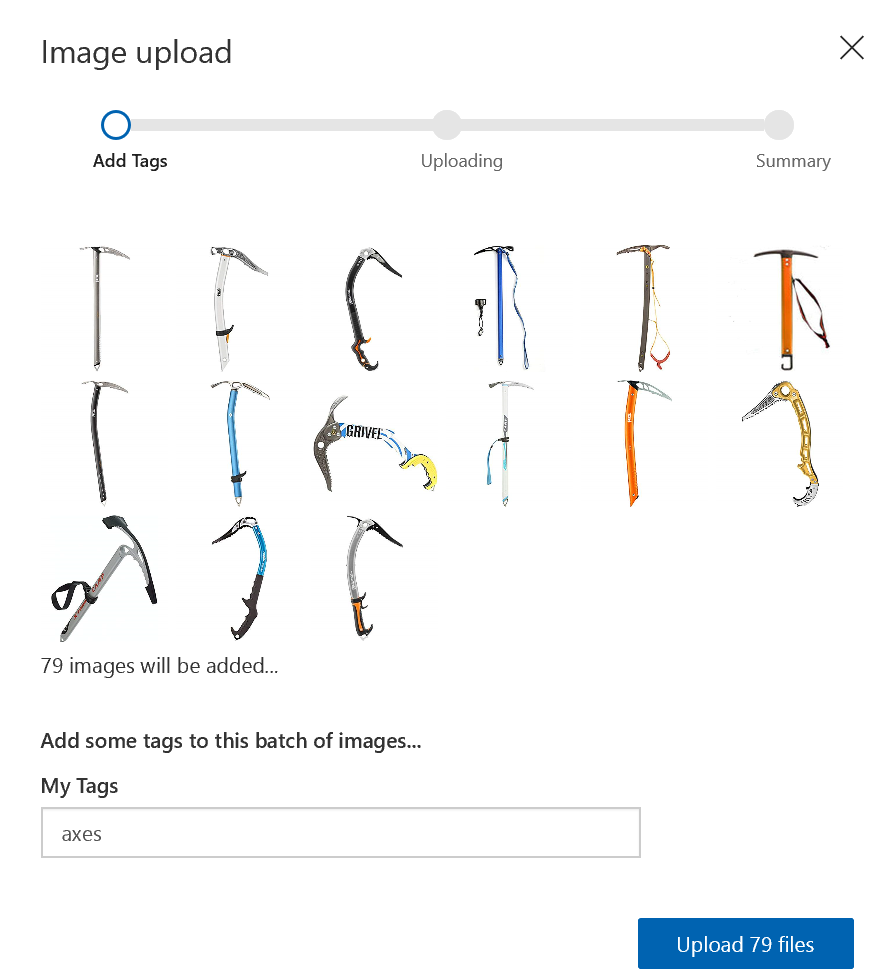 Image upload
Add Tags
Uploading
Summary
GRIVEL
79 images will be added...
Add some tags to this batch of images...
My Tags
axes
Upload 79 files